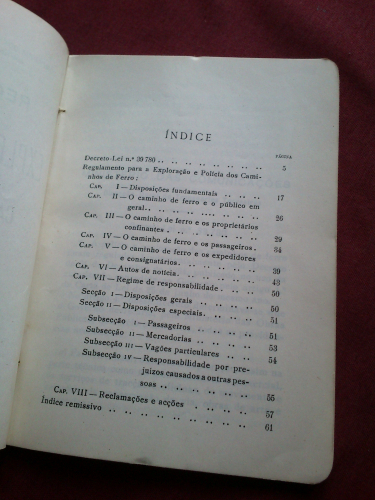 ÍNDICE
PÁGINA
Decreto-Lei n.º 39 780 .. .. .. .. .. .. .. 5
Regulamento para a Exploração e Polícia dos Cami-
nhos de Ferro:
CAP. I — Disposições fundamentais .. .. .. 17
CAP. II — O caminho de ferro e o público em
geral.. .. .. .. .... .. .. .. 26
CAP. III — O caminho de ferro e os proprietários
confinantes .. .. .. .. .. .. .. 29
CAP. IV — O caminho de ferro e os passageiros .. 34
CAP. V — O caminho de ferro e os expedidores
e consignatários. .. .. .. .. .. 39
CAP. VI — Autos de notícia. .. .. .. .. .. 43
CAP. VII — Regime de responsabilidade. .. .. .. 50
Secção I — Disposições gerais .. .. .. .. 50
Secção II — Disposições especiais .. .. .. .. 51
Subsecção I — Passageiros .. .. .. .. .. 51
Subsecção II — Mercadorias .. .. .. .. .. 53
Subsecção III — Vagões particulares .. .. .. 54
Subsecção IV — Responsabilidade por pre-
juízos causados a outras pes-
soas .. .. .. .. .. .. .. 55
CAP. VIII — Reclamações e acções . .. .. .. .. 57
Índice remissivo .. .. .. .. .. .. .. .. .. 61